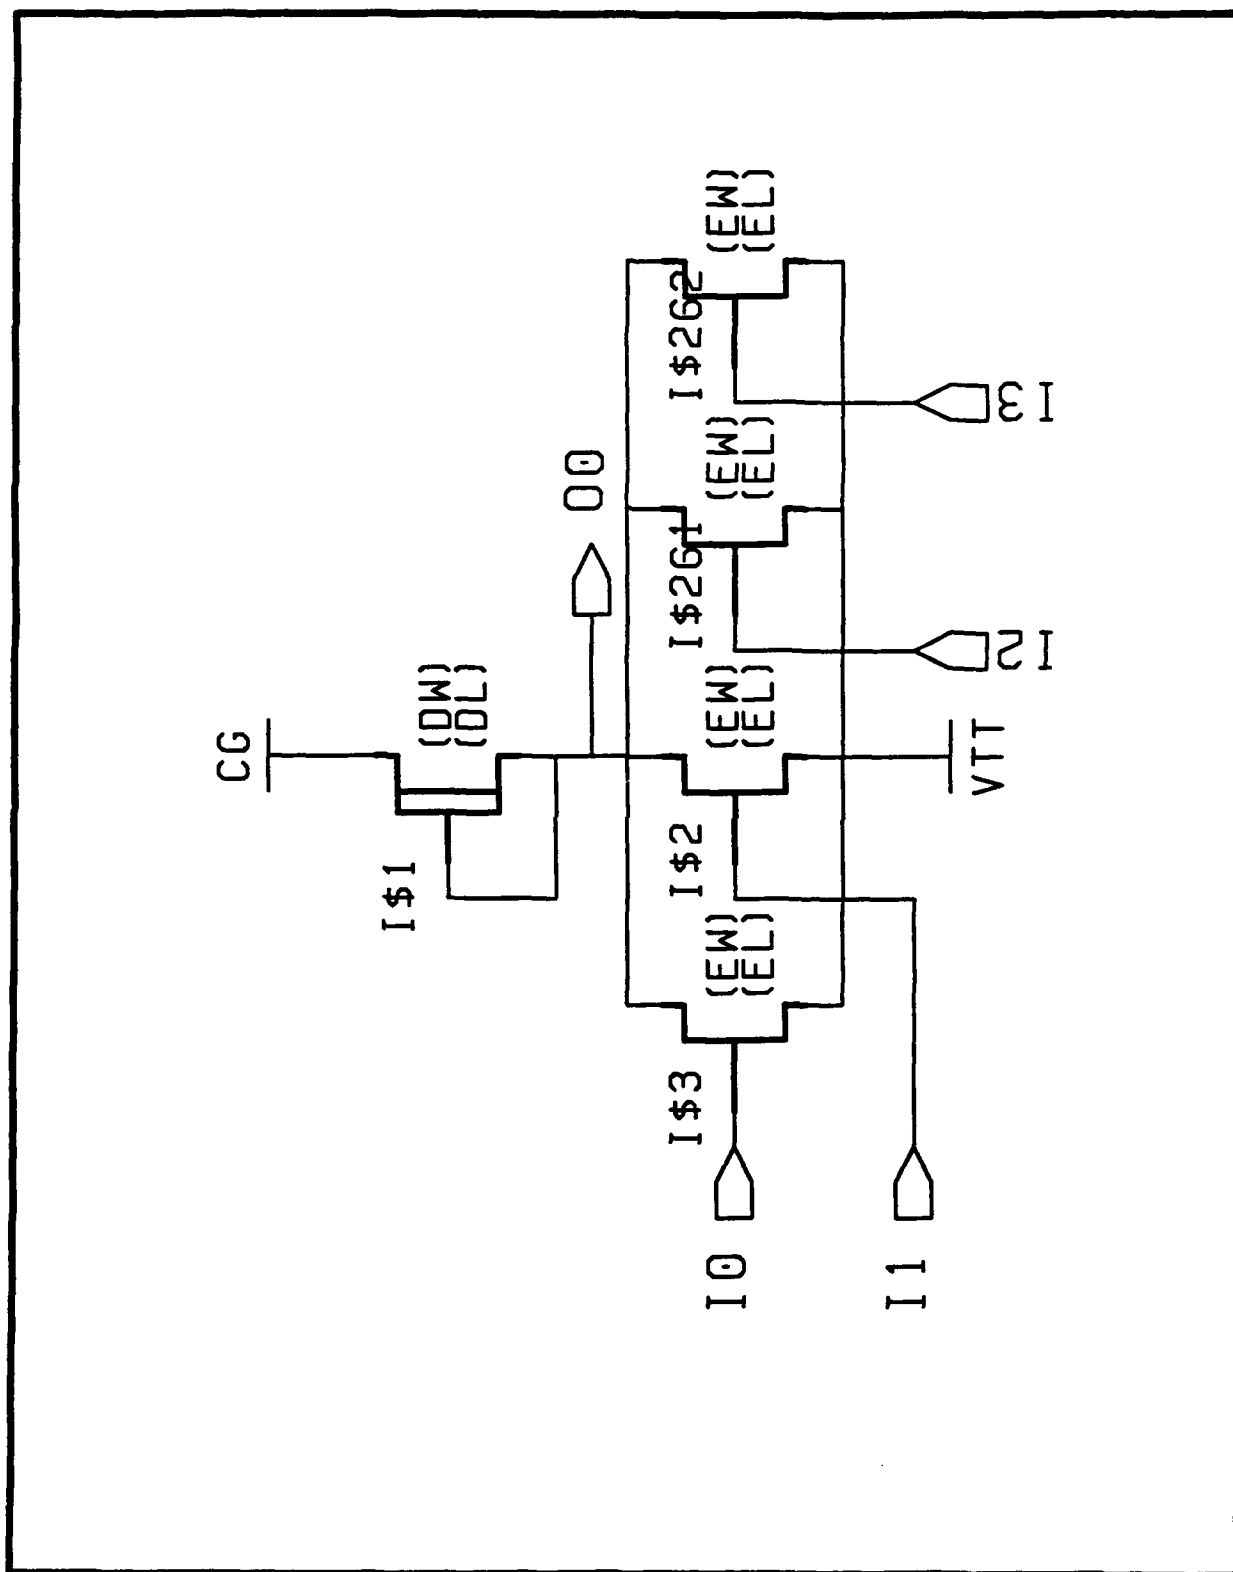 CG
I$1
(DW)
(DL)
O0
I$3
I$2
I$261
I$262
I0
(EW)
(EL)
(EW)
(EL)
(EW)
(EL)
(EW)
(EL)
I1
VTT
I2
I3